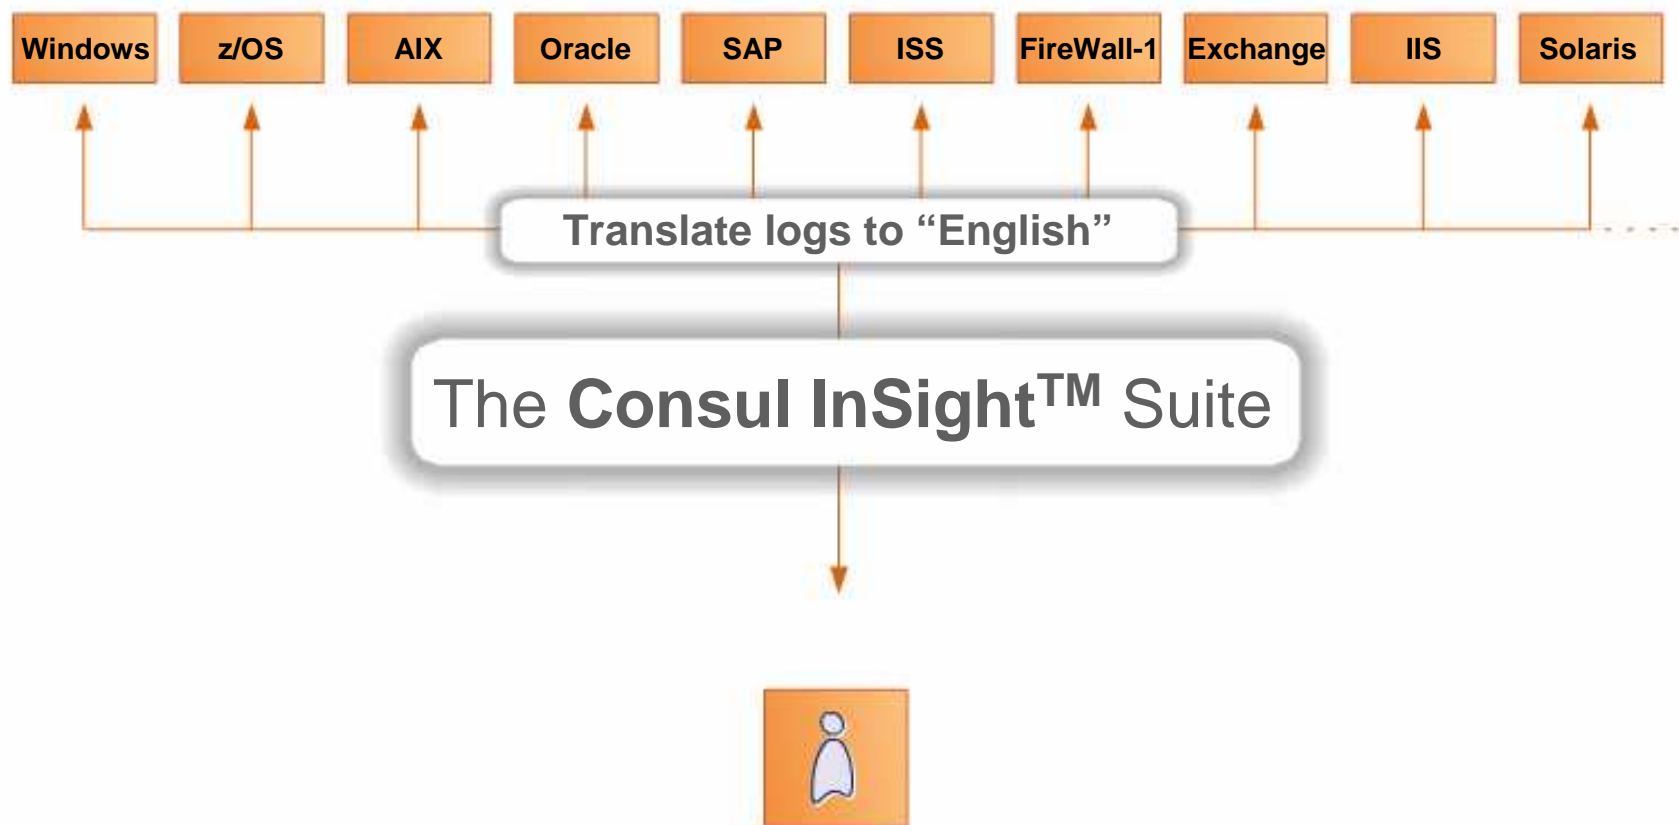 Windows z/OS AIX Oracle SAP ISS FireWall-1 Exchange IIS Solaris
Translate logs to “English”
The Consul InSight™ Suite